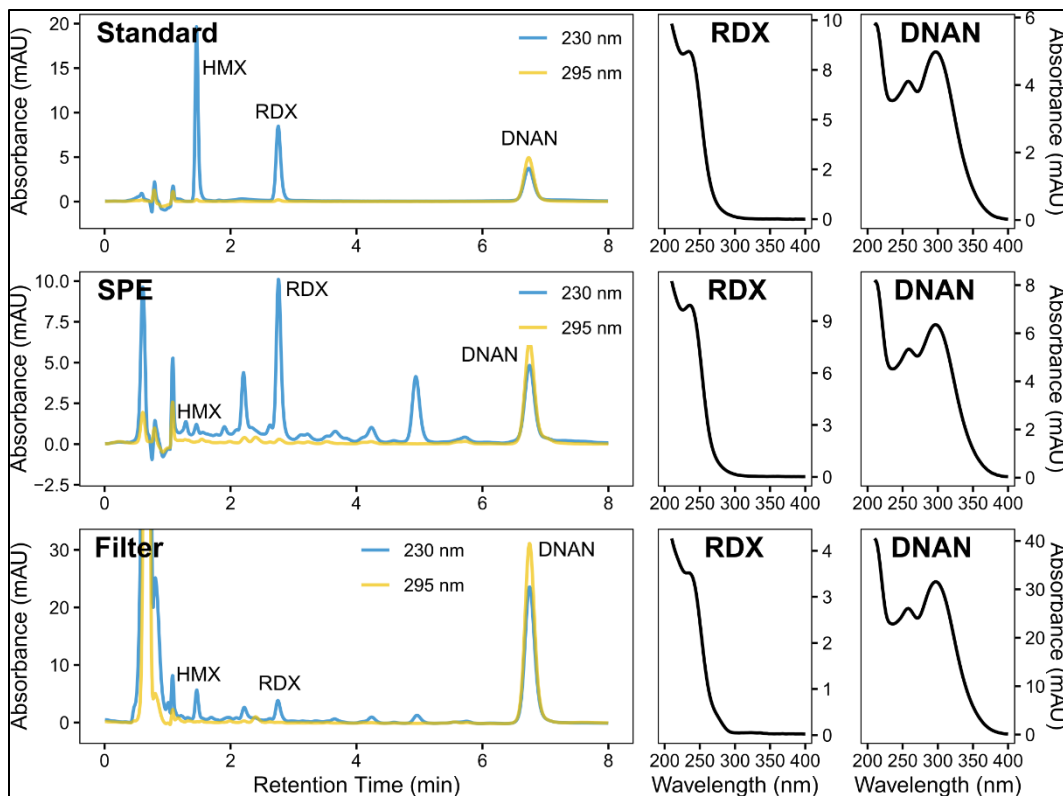 Standard
Absorbance (mAU)
20
15
10
5
0
HMX
RDX
DNAN
230 nm
295 nm
0
2
4
6
8
RDX
10
8
5
2
0
200 250 300 350 400
DNAN
6
4
2
0
200 250 300 350 400
Absorbance (mAU)
SPE
Absorbance (mAU)
10.0
7.5
5.0
2.5
0.0
−2.5
HMX
RDX
DNAN
230 nm
295 nm
0
2
4
6
8
RDX
9
6
3
0
200 250 300 350 400
DNAN
8
6
4
2
0
200 250 300 350 400
Absorbance (mAU)
Filter
Absorbance (mAU)
30
20
10
0
HMX
RDX
DNAN
230 nm
295 nm
0
2
4
6
8
Retention Time (min)
RDX
4
3
2
1
0
200 250 300 350 400
Wavelength (nm)
DNAN
40
30
20
10
0
200 250 300 350 400
Wavelength (nm)
Absorbance (mAU)